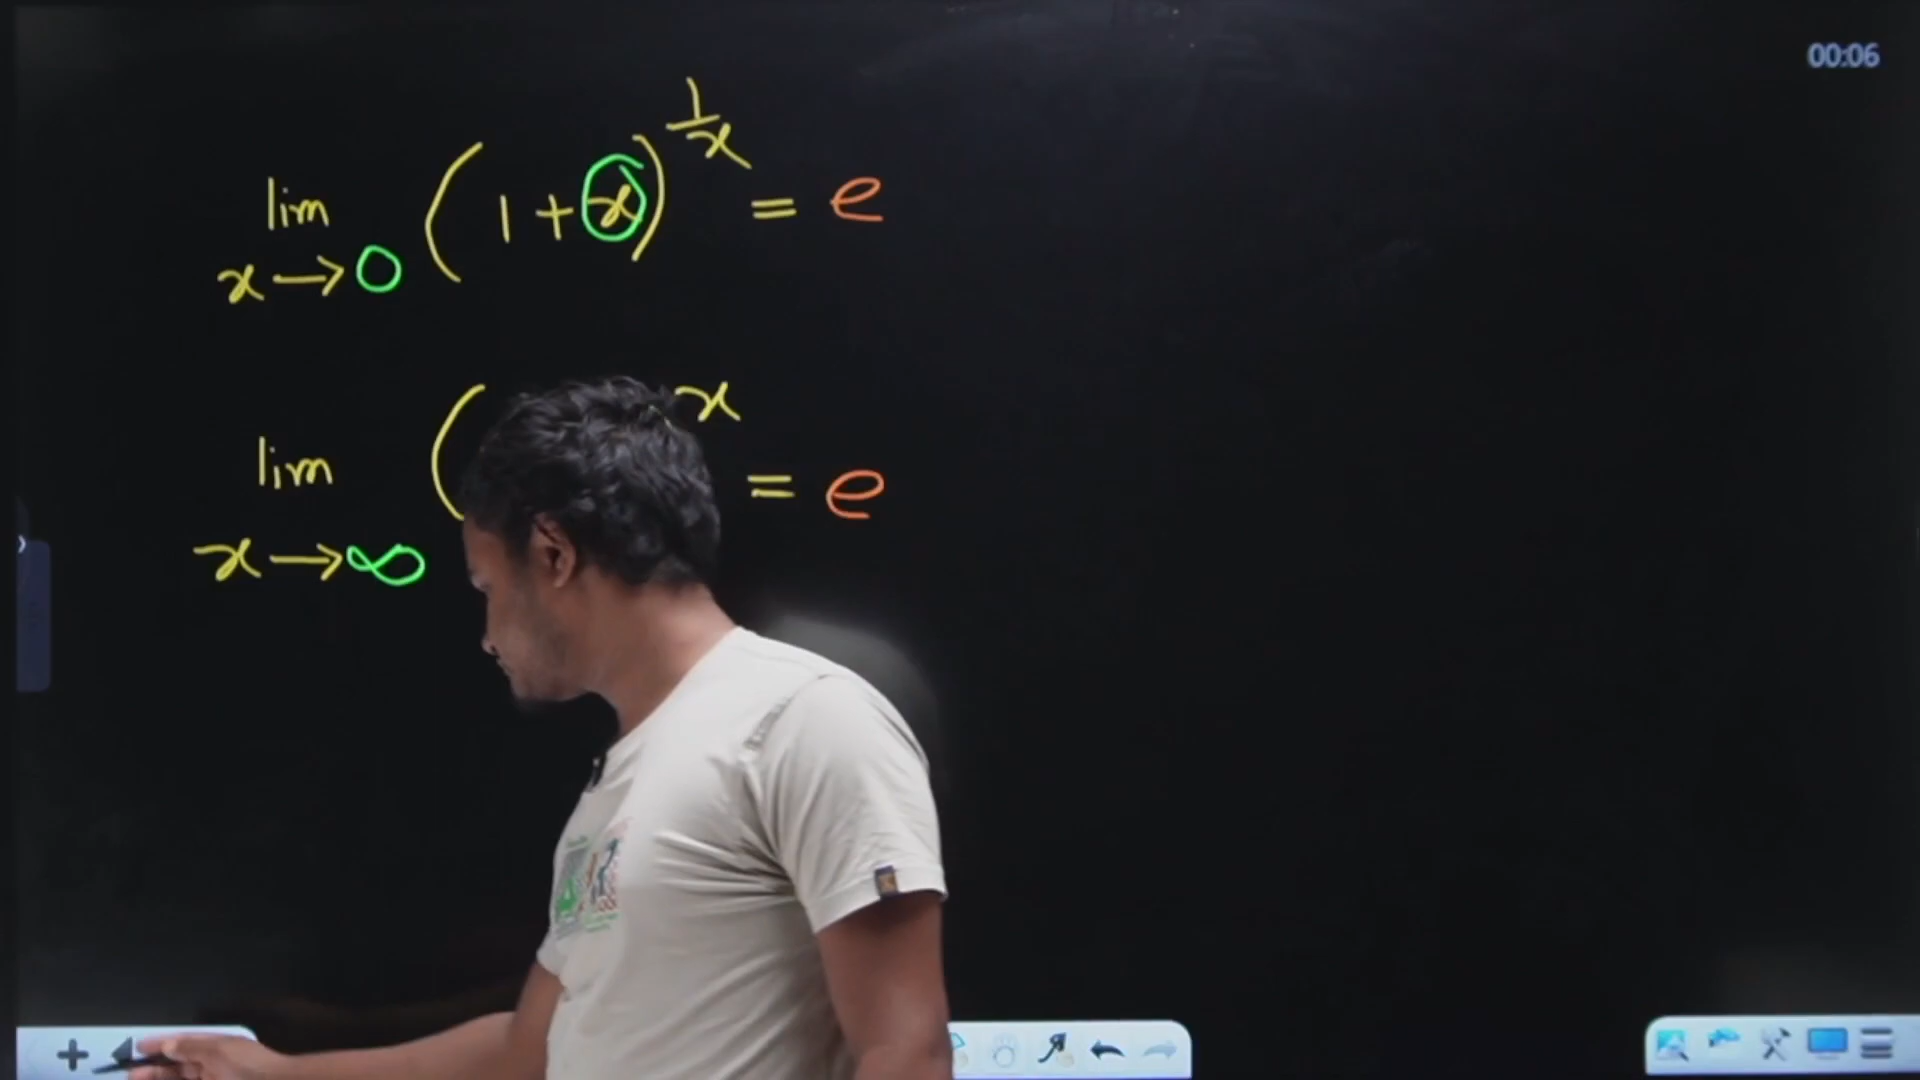 00:06
lim x→0 (1+x)^1/x = e
lim x→∞ ( x = e